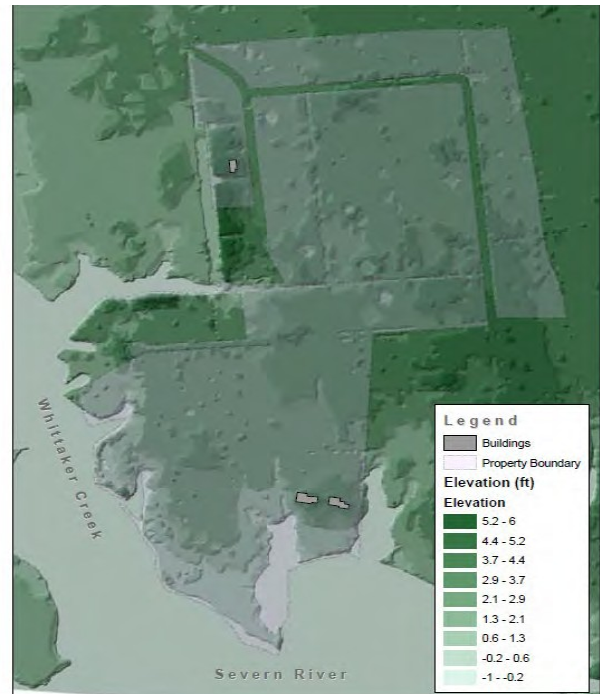 Whittaker Creek
Legend
Buildings
Property Boundary
Elevation (ft)
Elevation
5.2 - 6
4.4 - 5.2
3.7 - 4.4
2.9 - 3.7
2.1 - 2.9
1.3 - 2.1
0.6 - 1.3
-0.2 - 0.6
-1 - -0.2
Severn River